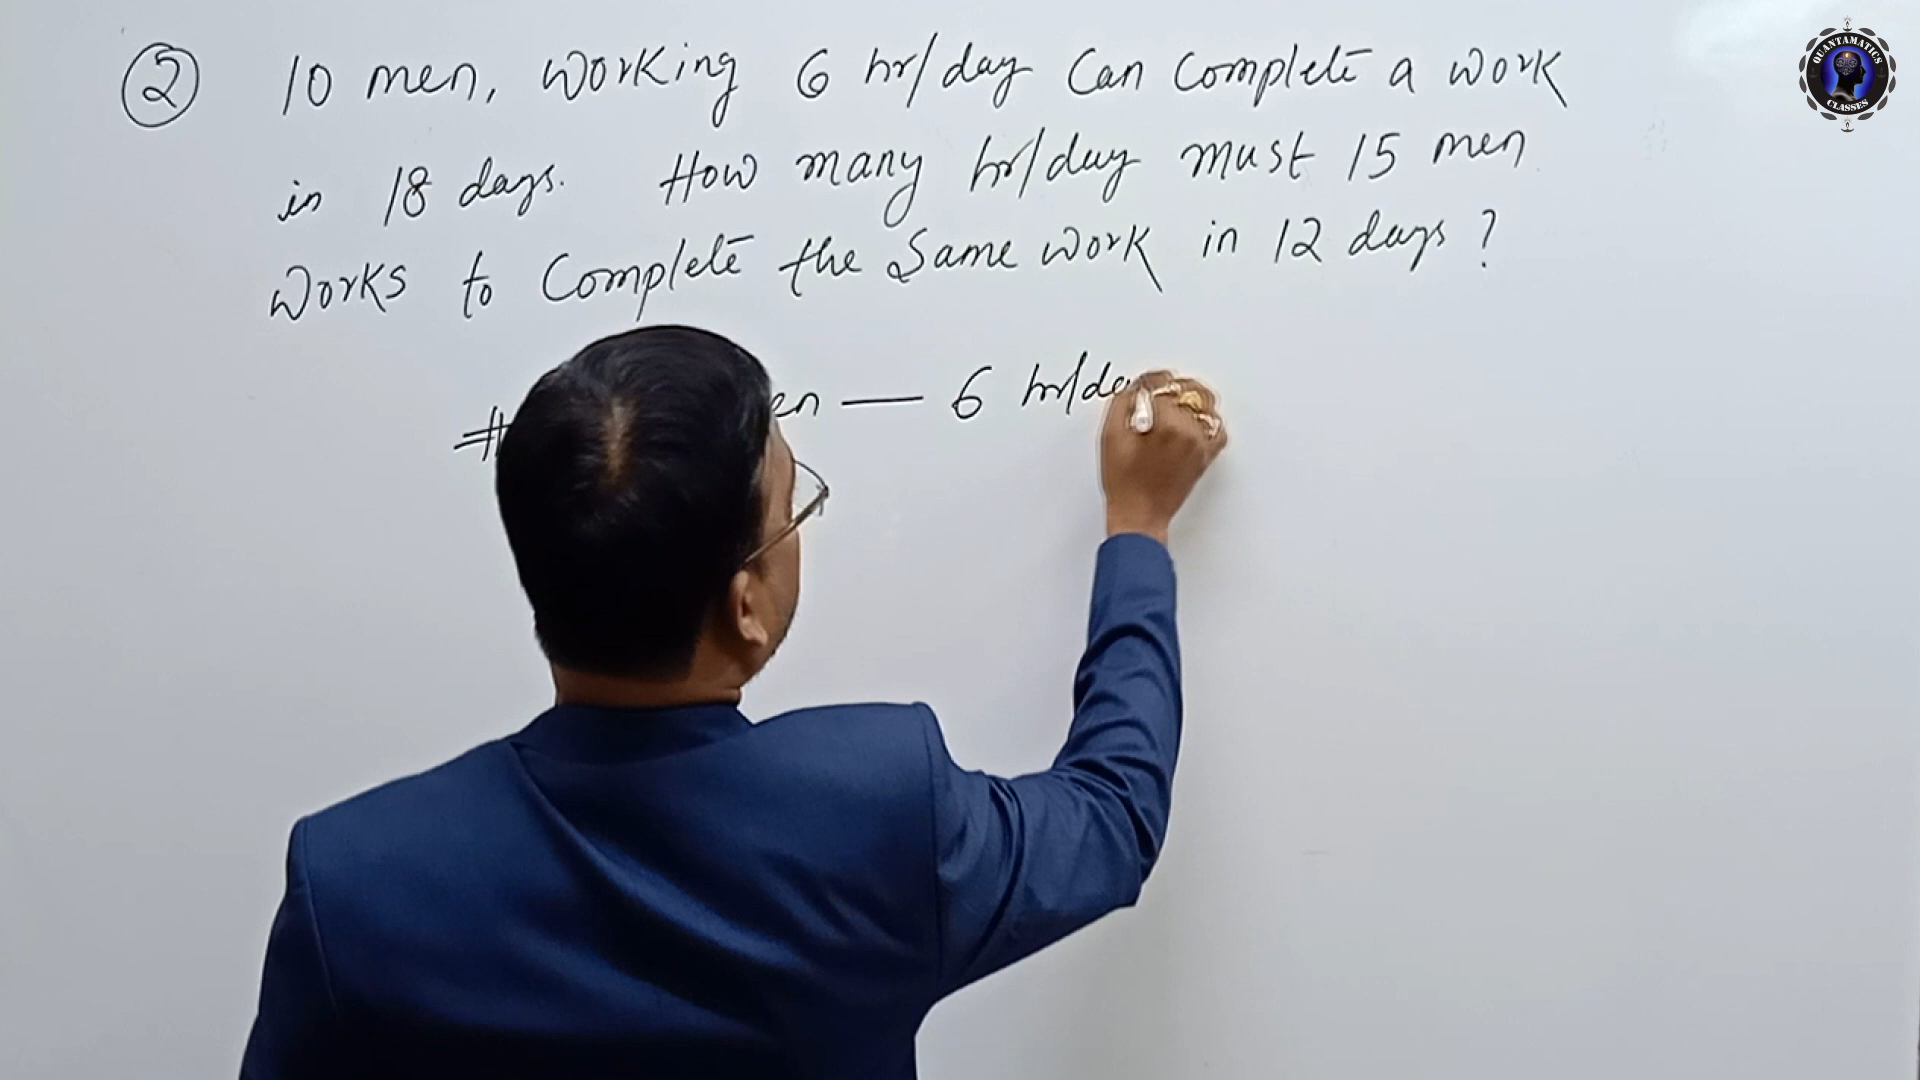 ② 10 men, working 6 hr/day can complete a work
in 18 days. How many hr/day must 15 men
works to complete the same work in 12 days?
— 6 hr/da
QUANTAMATICS
CLASSES